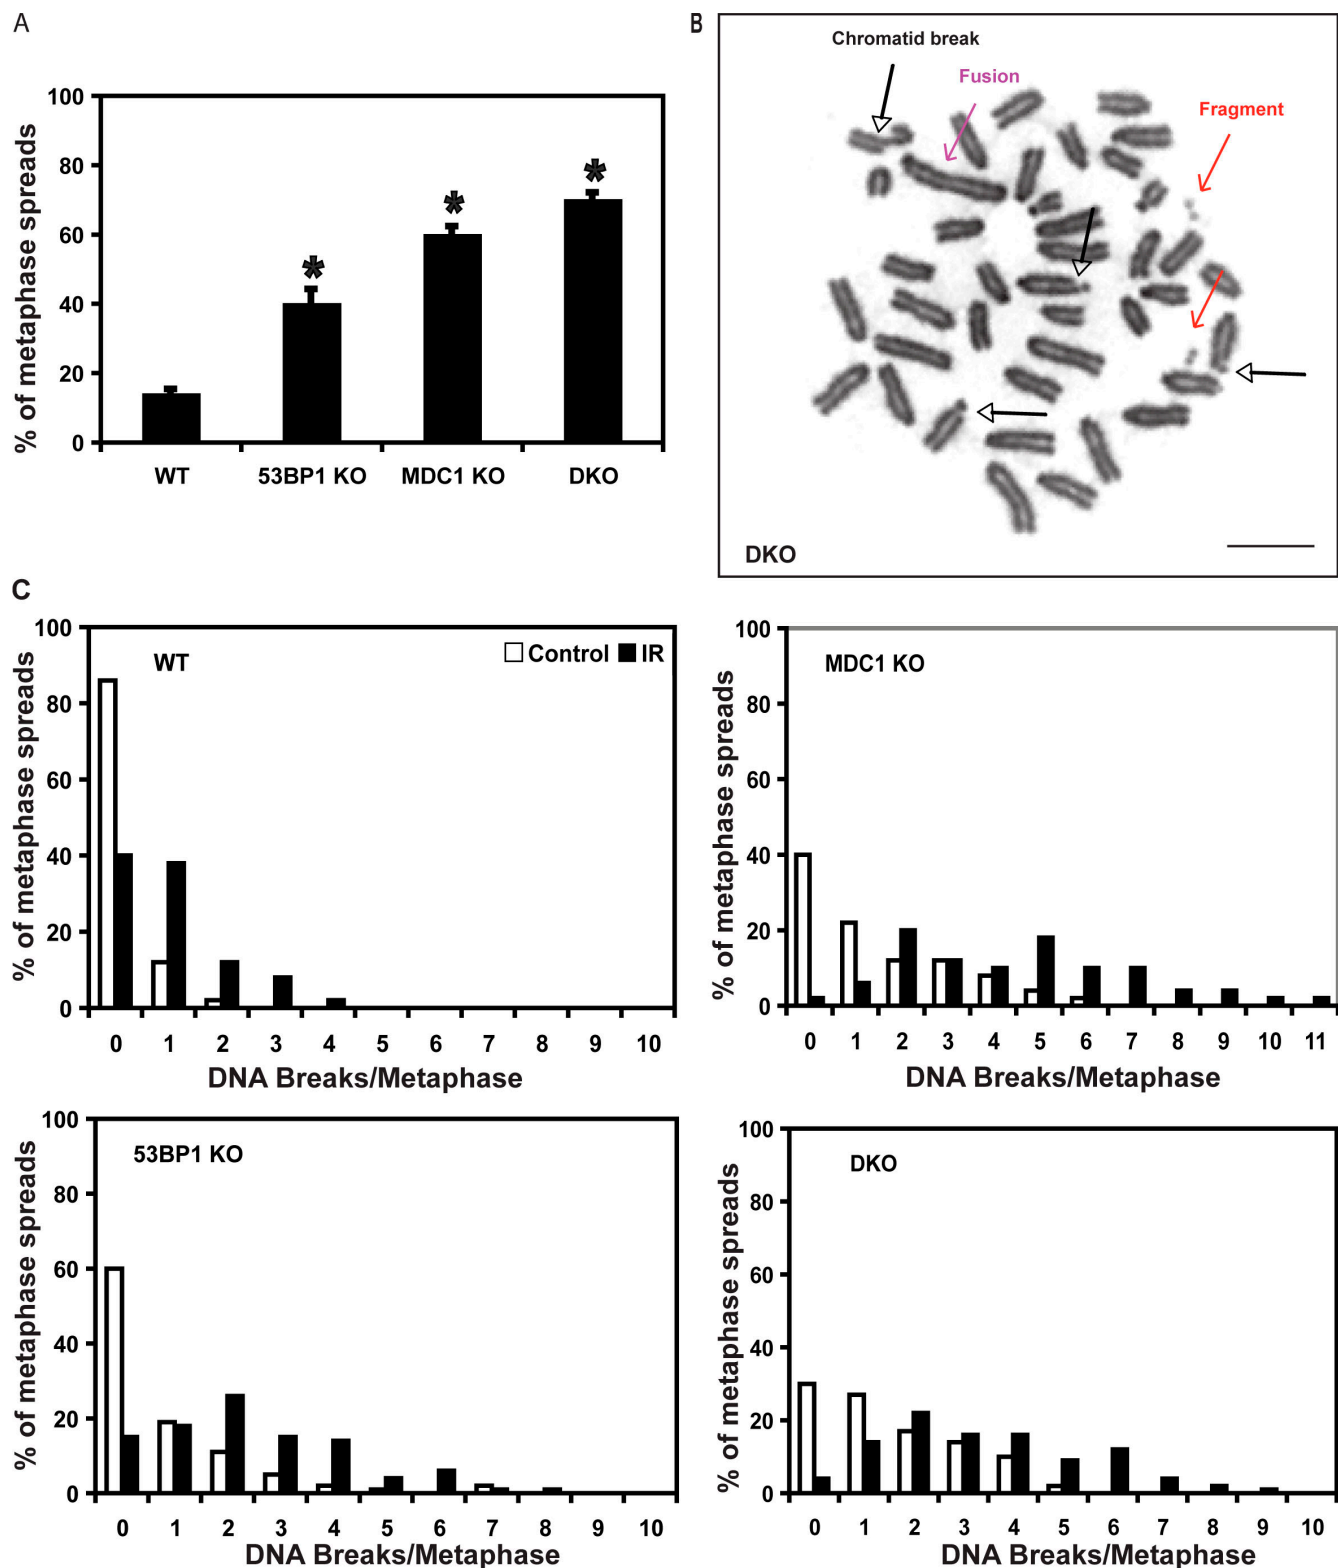 A
% of metaphase spreads
100
80
60
40
20
0
*
*
*
WT 53BP1 KO MDC1 KO DKO
B
Chromatid break
Fusion
Fragment
DKO
C
% of metaphase spreads
100
80
60
40
20
0
WT
Control IR
0 1 2 3 4 5 6 7 8 9 10
DNA Breaks/Metaphase
% of metaphase spreads
100
80
60
40
20
0
MDC1 KO
0 1 2 3 4 5 6 7 8 9 10 11
DNA Breaks/Metaphase
% of metaphase spreads
100
80
60
40
20
0
53BP1 KO
0 1 2 3 4 5 6 7 8 9 10
DNA Breaks/Metaphase
% of metaphase spreads
100
80
60
40
20
0
DKO
0 1 2 3 4 5 6 7 8 9 10
DNA Breaks/Metaphase